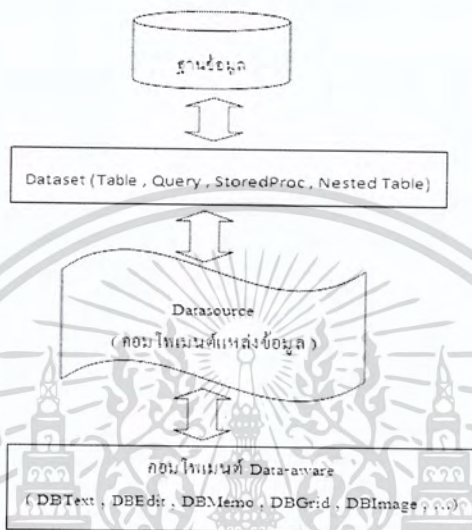 ฐานข้อมูล
Dataset (Table , Query , StoredProc , Nested Table)
Datasource
( คอมโพเนนต์แหล่งข้อมูล )
คอมโพเนนต์ Data-aware
( DBText , DBEdit , DBMemo , DBGrid , DBImage , ...)